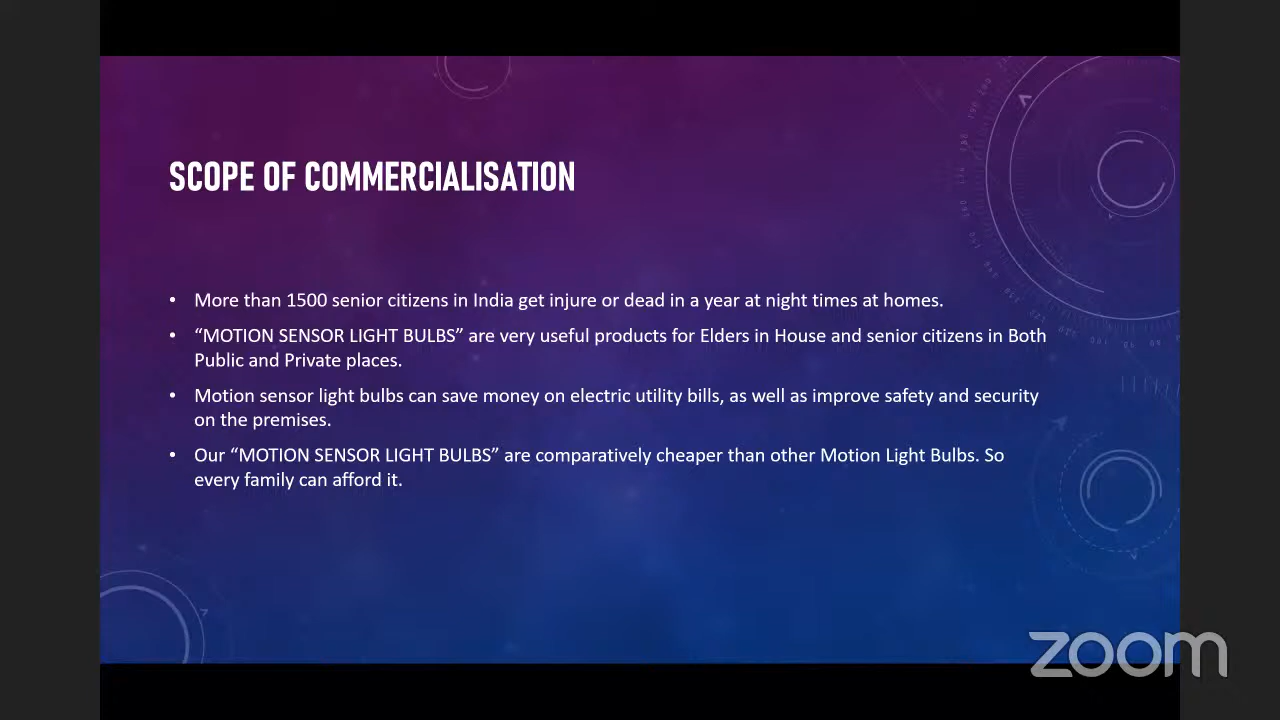 SCOPE OF COMMERCIALISATION
• More than 1500 senior citizens in India get injure or dead in a year at night times at homes.
• “MOTION SENSOR LIGHT BULBS” are very useful products for Elders in House and senior citizens in Both
Public and Private places.
• Motion sensor light bulbs can save money on electric utility bills, as well as improve safety and security
on the premises.
• Our “MOTION SENSOR LIGHT BULBS” are comparatively cheaper than other Motion Light Bulbs. So
every family can afford it.
zoom